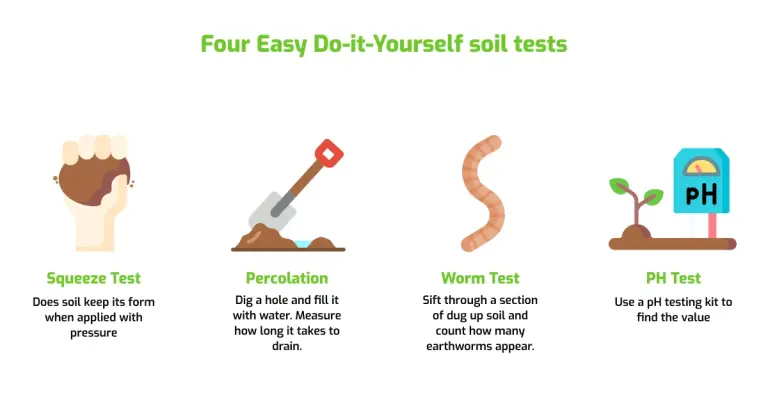 Four Easy Do-it-Yourself soil tests
pH
Squeeze Test
Does soil keep its form
when applied with
pressure
Percolation
Dig a hole and fill it
with water. Measure
how long it takes to
drain.
Worm Test
Sift through a section
of dug up soil and
count how many
earthworms appear.
PH Test
Use a pH testing kit to
find the value